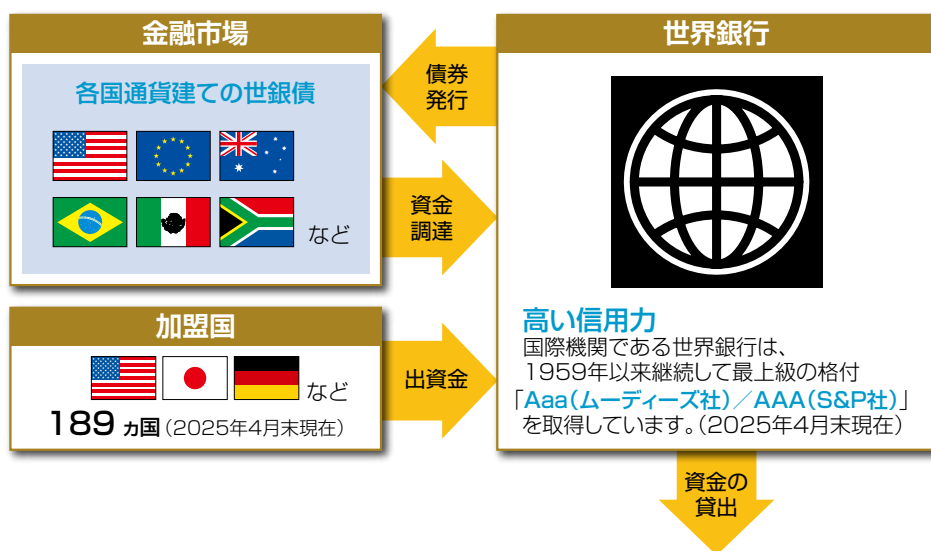 金融市場
各国通貨建ての世銀債
など
債券
発行
資金
調達
加盟国
など
189ヵ国(2025年4月末現在)
出資金
世界銀行
高い信用力
国際機関である世界銀行は、
1959年以来継続して最上級の格付
「Aaa(ムーディーズ社)/AAA(S&P社)」
を取得しています。(2025年4月末現在)
資金の
貸出